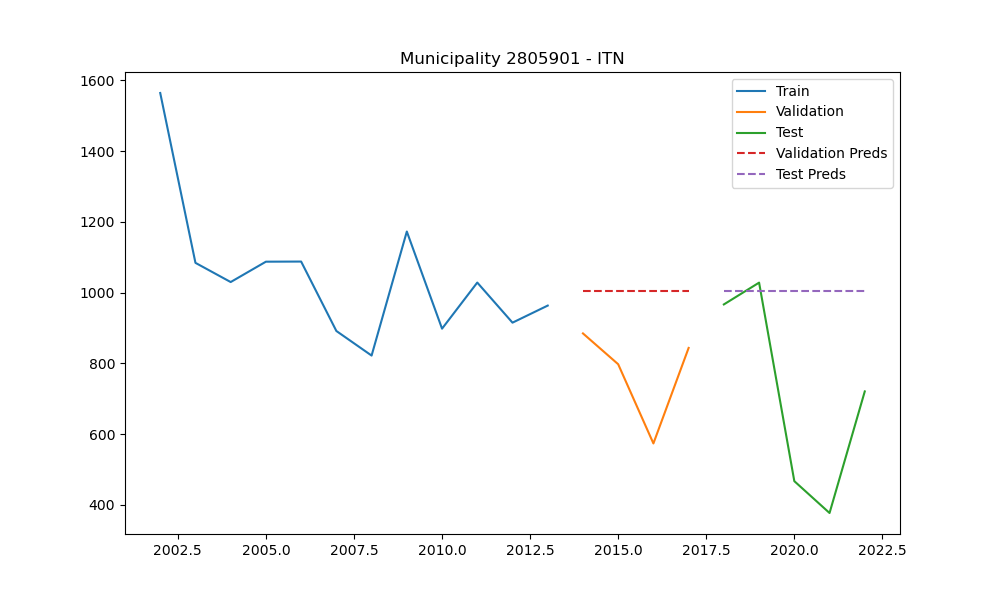 Municipality 2805901 - ITN
1600
1400
1200
1000
800
600
400
2002.5
2005.0
2007.5
2010.0
2012.5
2015.0
2017.5
2020.0
2022.5
Train
Validation
Test
Validation Preds
Test Preds